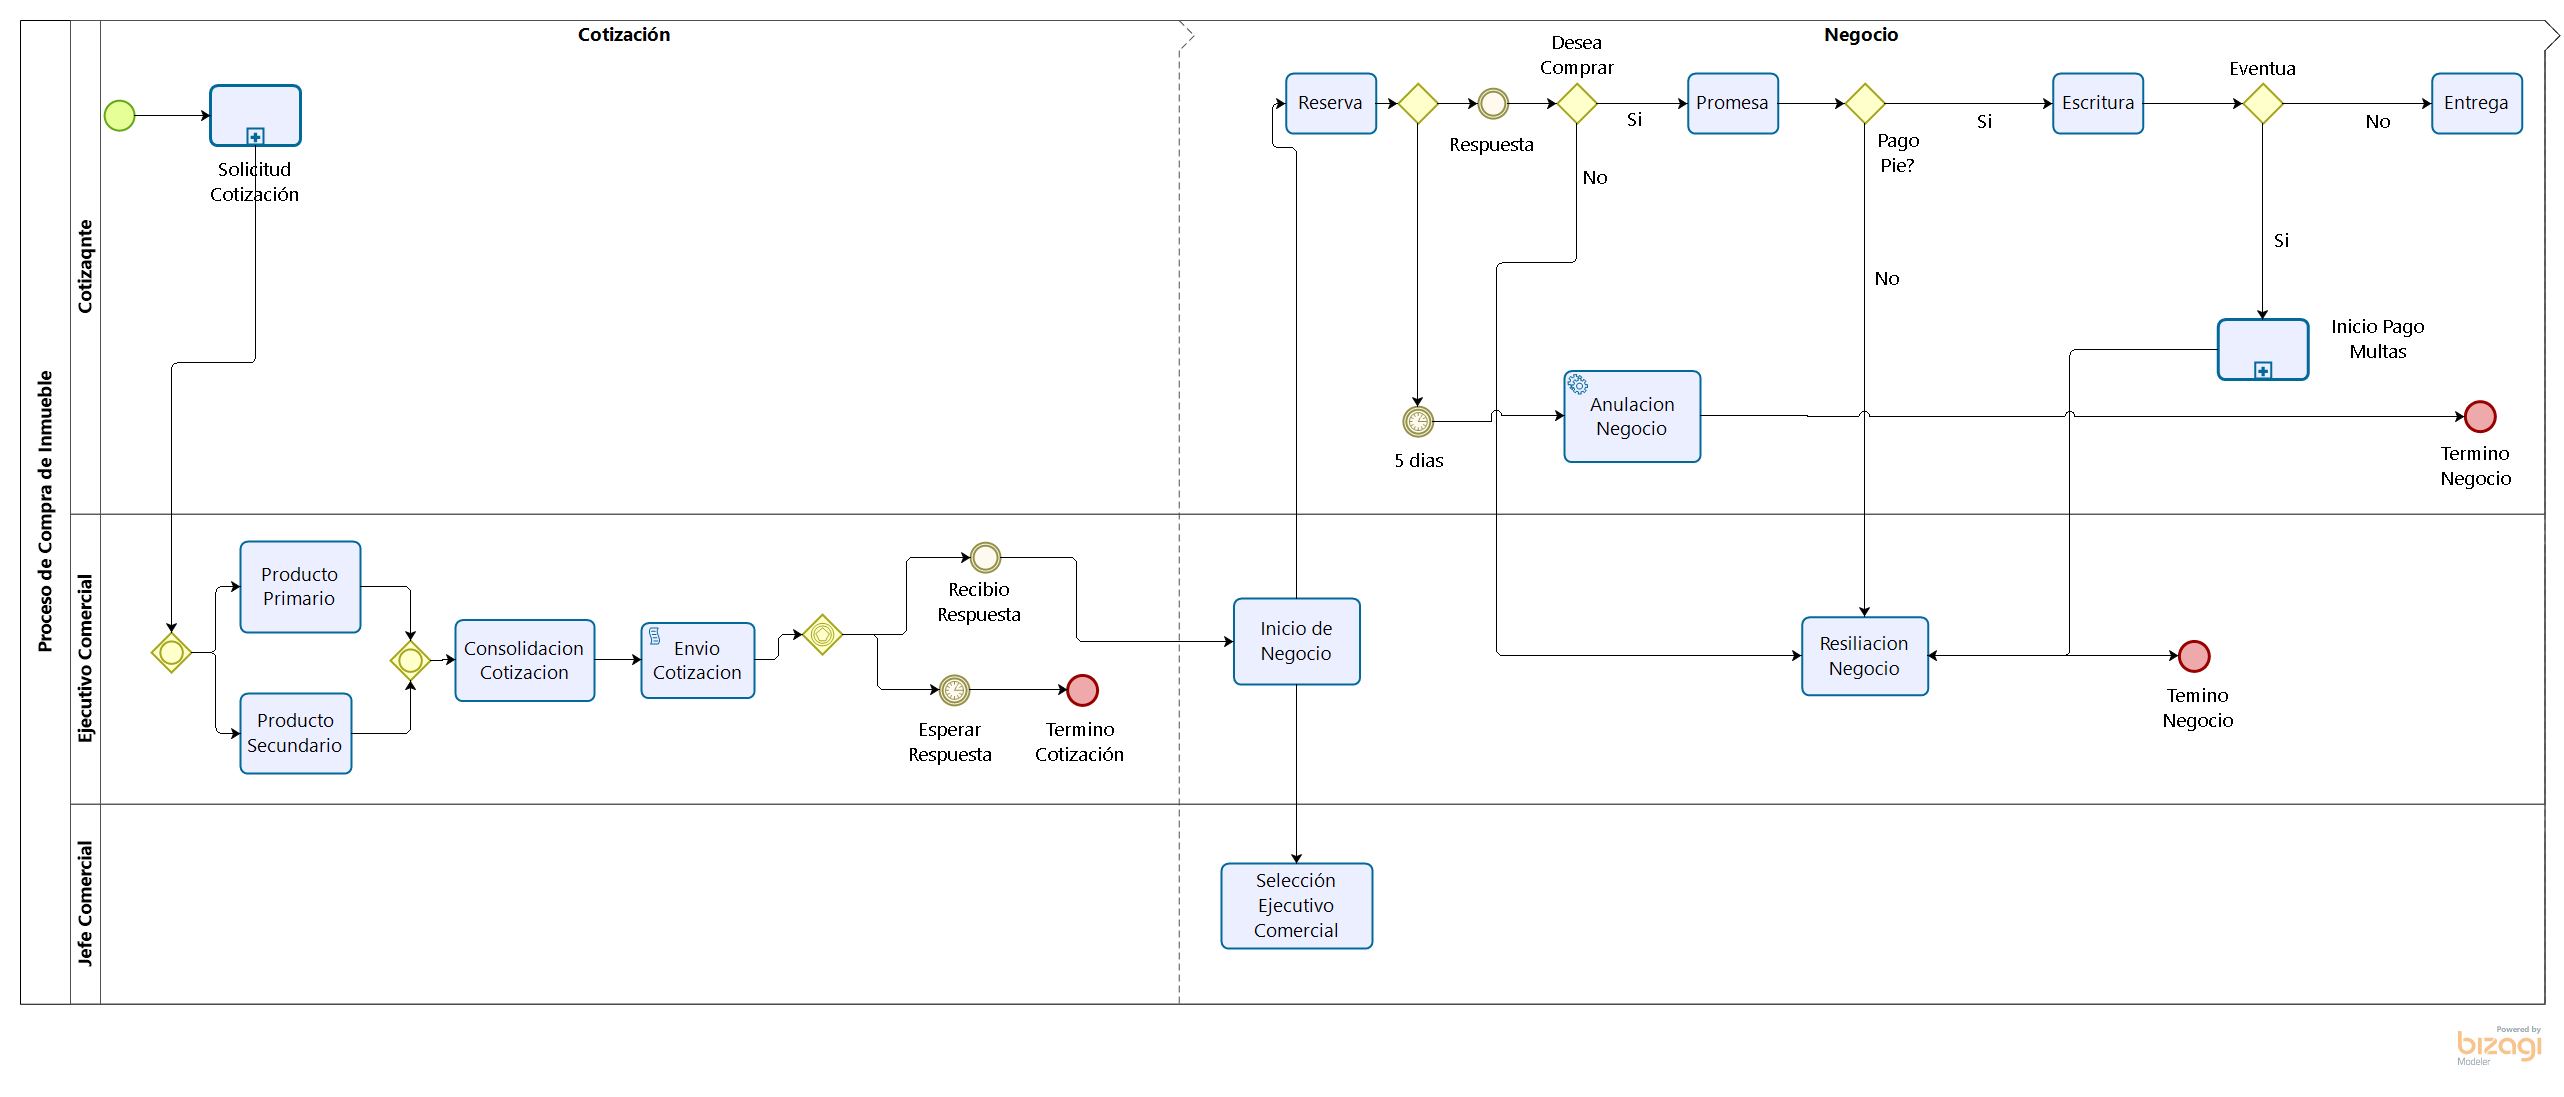 Proceso de Compra de Inmueble
Cotización
Negocio
Cotizaqnte
Solicitud
Cotización
Reserva
Respuesta
Desea
Comprar
Si
No
Promesa
Pago
Pie?
Si
No
Escritura
Eventua
No
Si
Entrega
Inicio Pago
Multas
5 dias
Anulacion
Negocio
Termino
Negocio
Ejecutivo Comercial
Producto
Primario
Producto
Secundario
Consolidacion
Cotizacion
Envio
Cotizacion
Recibio
Respuesta
Esperar
Respuesta
Termino
Cotización
Inicio de
Negocio
Resiliacion
Negocio
Temino
Negocio
Jefe Comercial
Selección
Ejecutivo
Comercial
Powered by
bizagi
Modeler